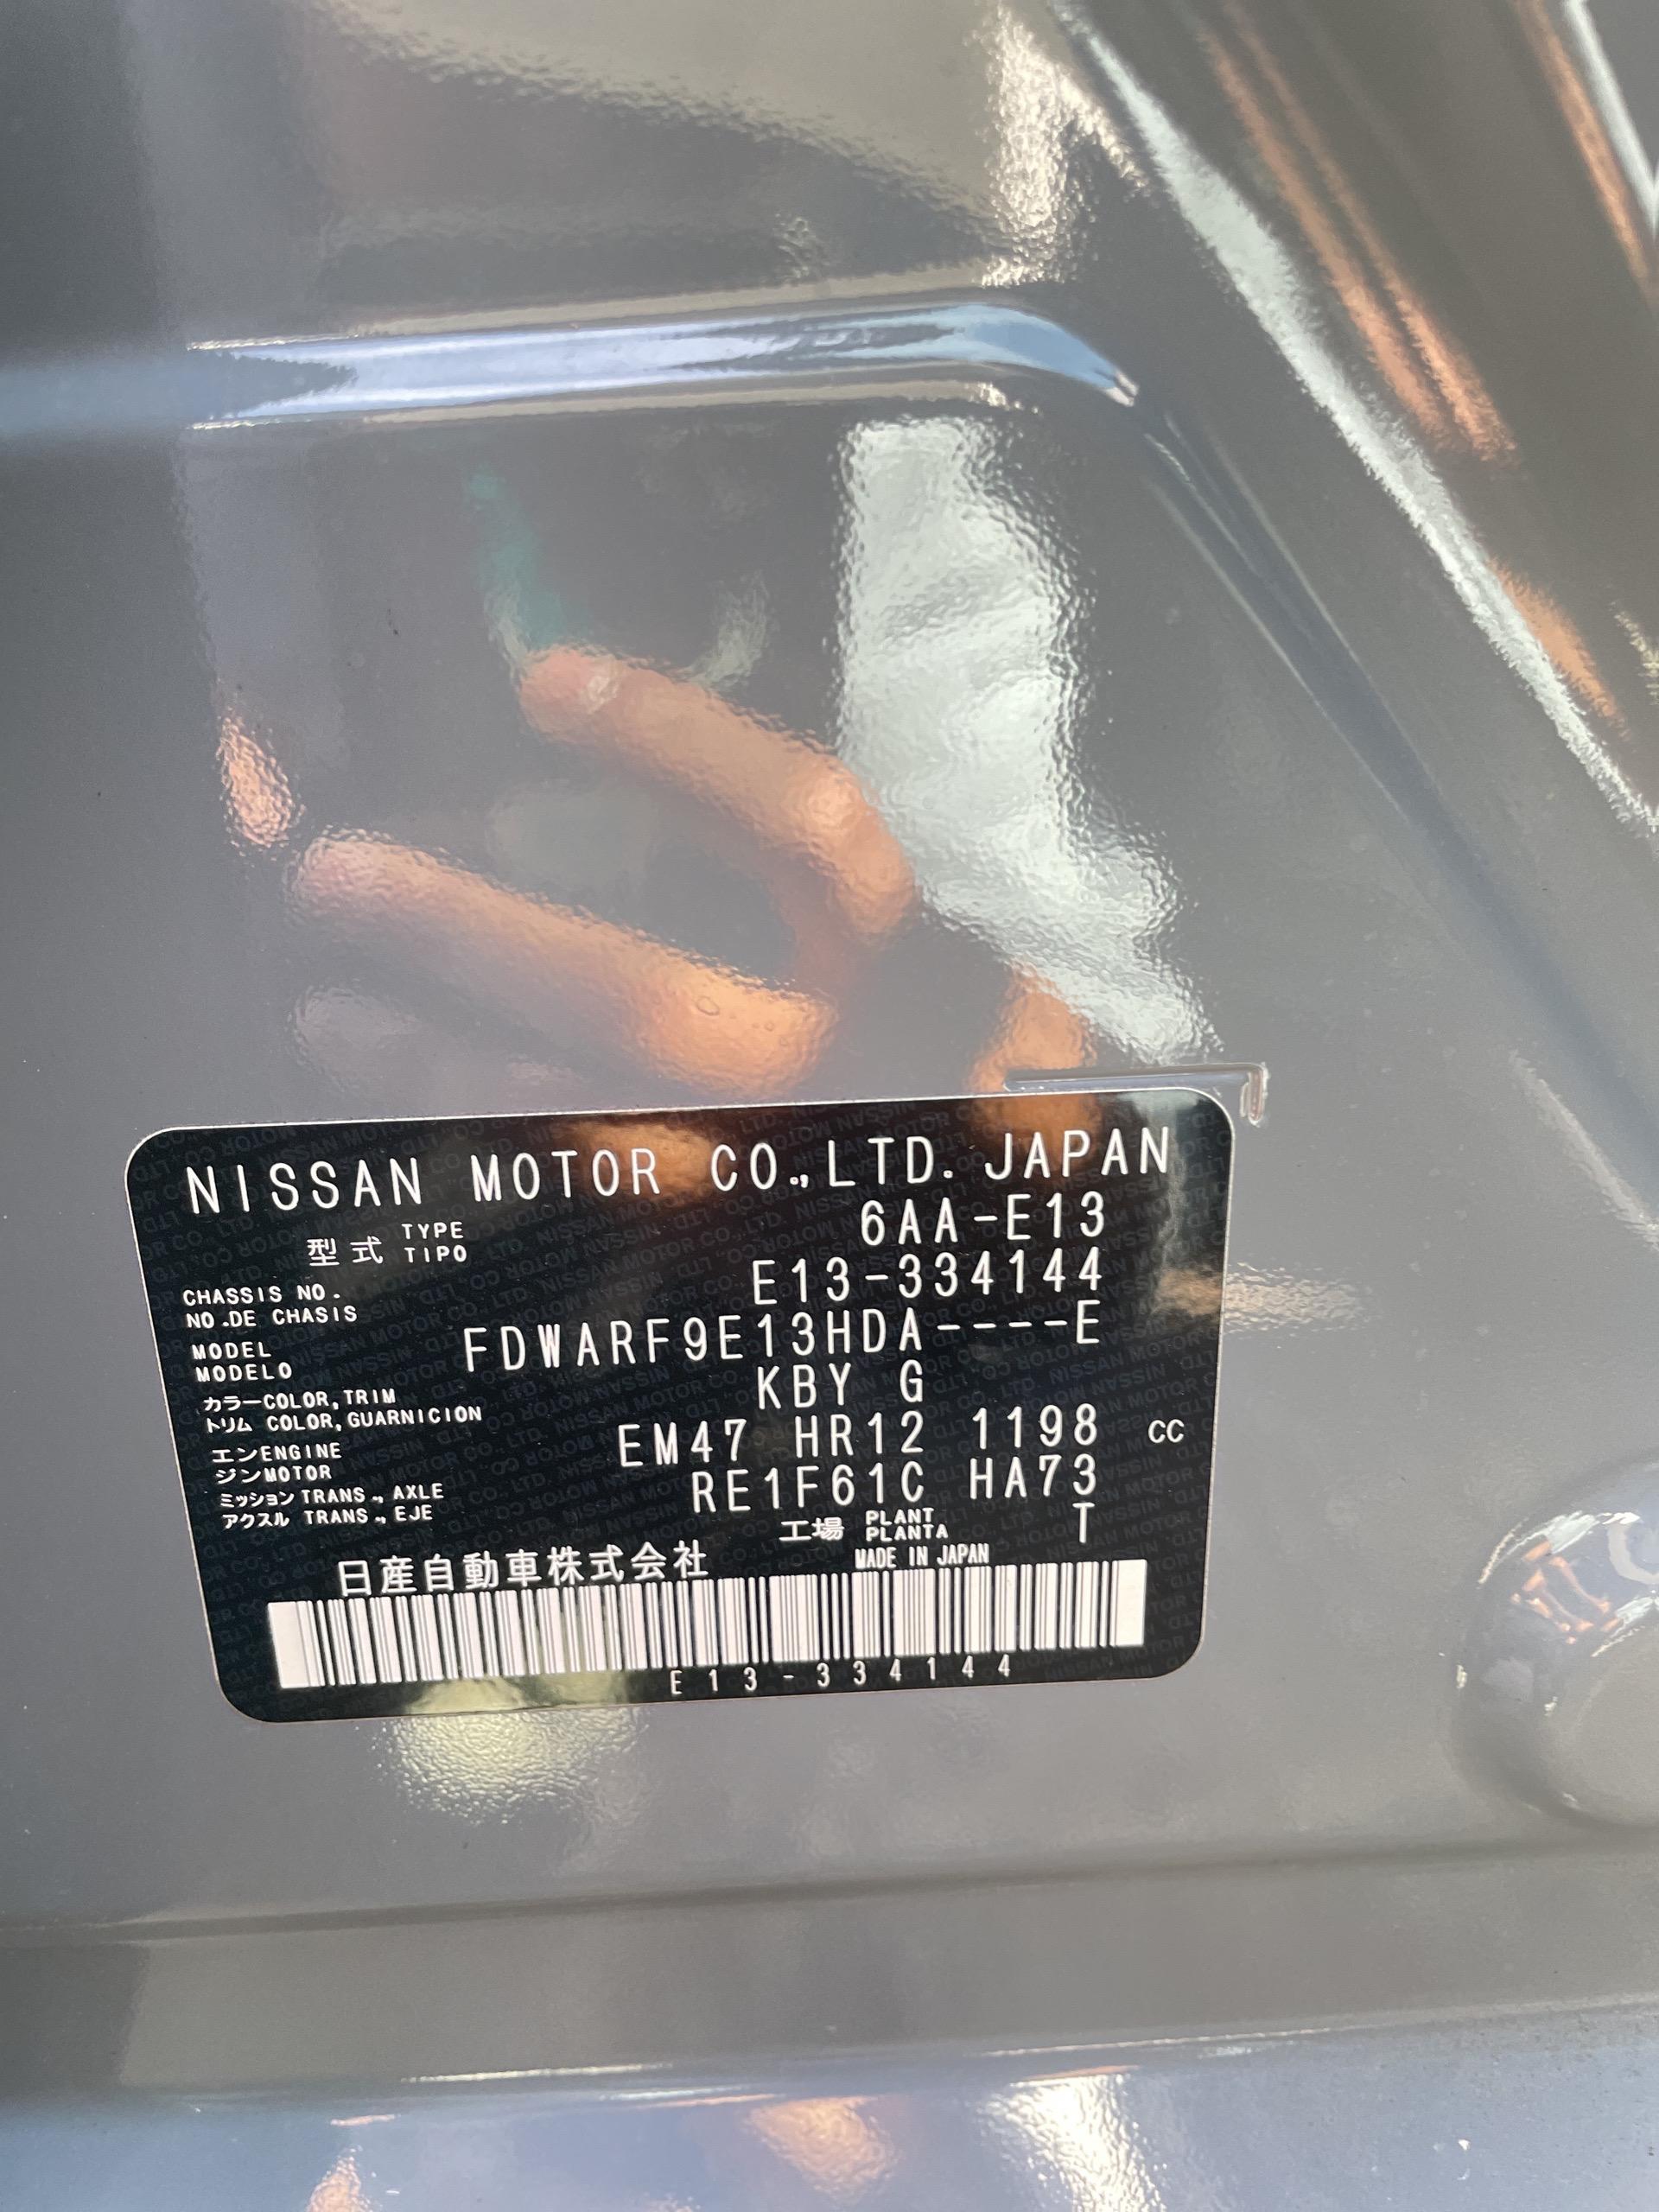 NISSAN MOTOR CO.,LTD. JAPAN
型式 TYPE TIPO 6AA-E13
CHASSIS NO.
NO.DE CHASIS E13-334144
MODEL
MODELO FDWARF9E13HDA----E
カラーCOLOR,TRIM
トリム COLOR,GUARNICION KBY G
エンENGINE
ジンMOTOR EM47 HR12 1198 CC
ミッション TRANS., AXLE
アクスル TRANS., EJE RE1F61C HA73
工場 PLANT PLANTA T
日産自動車株式会社 MADE IN JAPAN
E13-334144